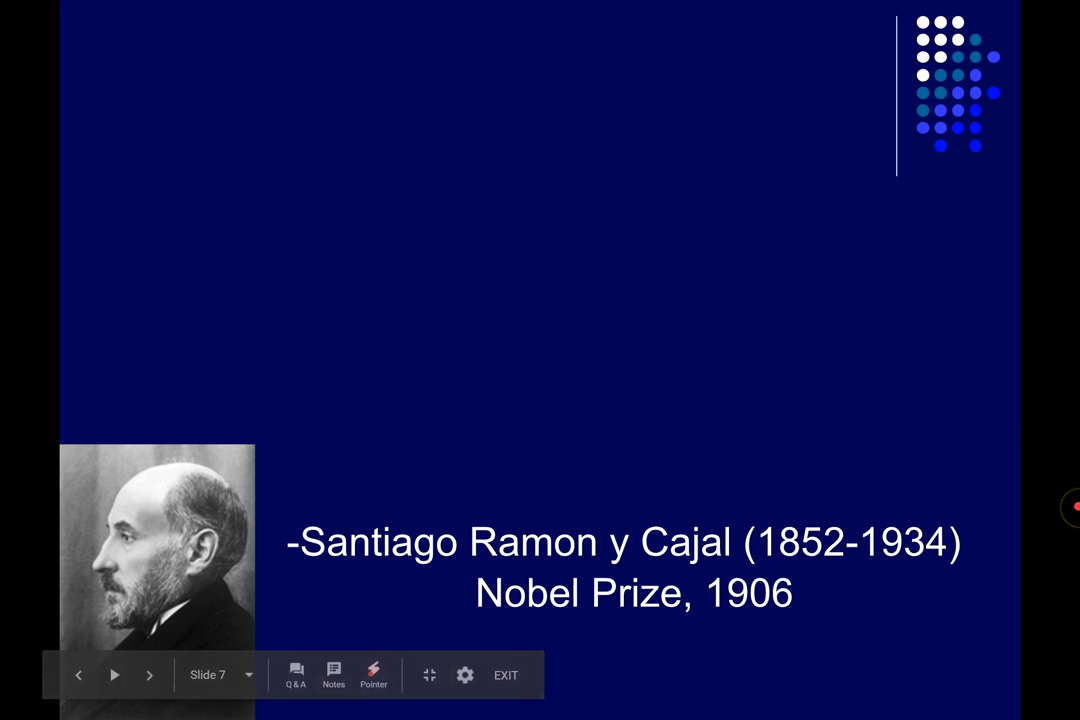 -Santiago Ramon y Cajal (1852-1934)
Nobel Prize, 1906
Slide 7
Q & A
Notes
Pointer
EXIT